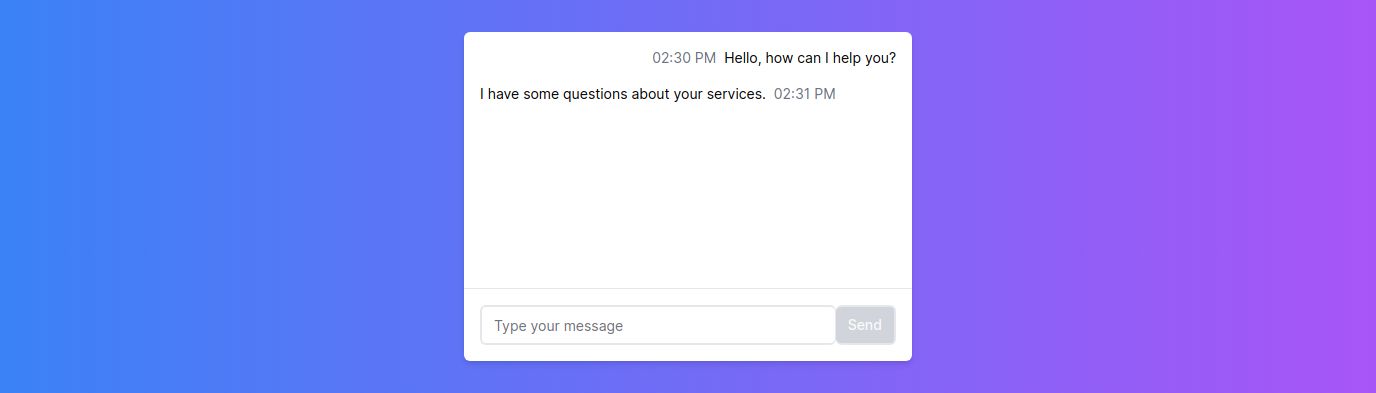 02:30 PM Hello, how can I help you?
I have some questions about your services. 02:31 PM
Type your message Send